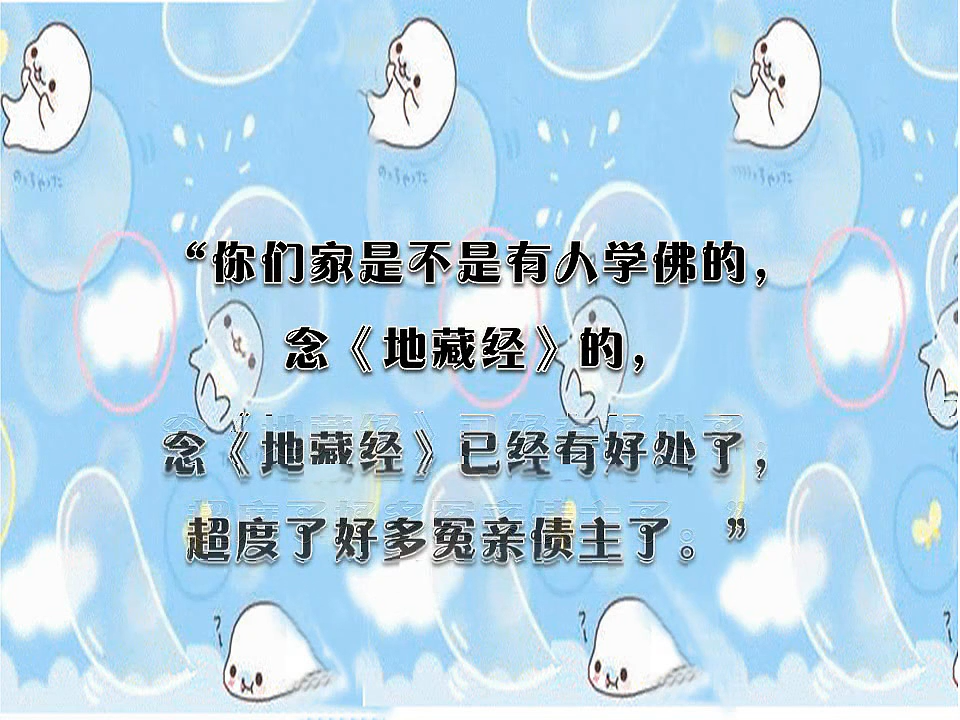 “你们家是不是有人学佛的，
念《地藏经》的，
念《地藏经》已经有好处了，
超度了好多冤亲债主了。”